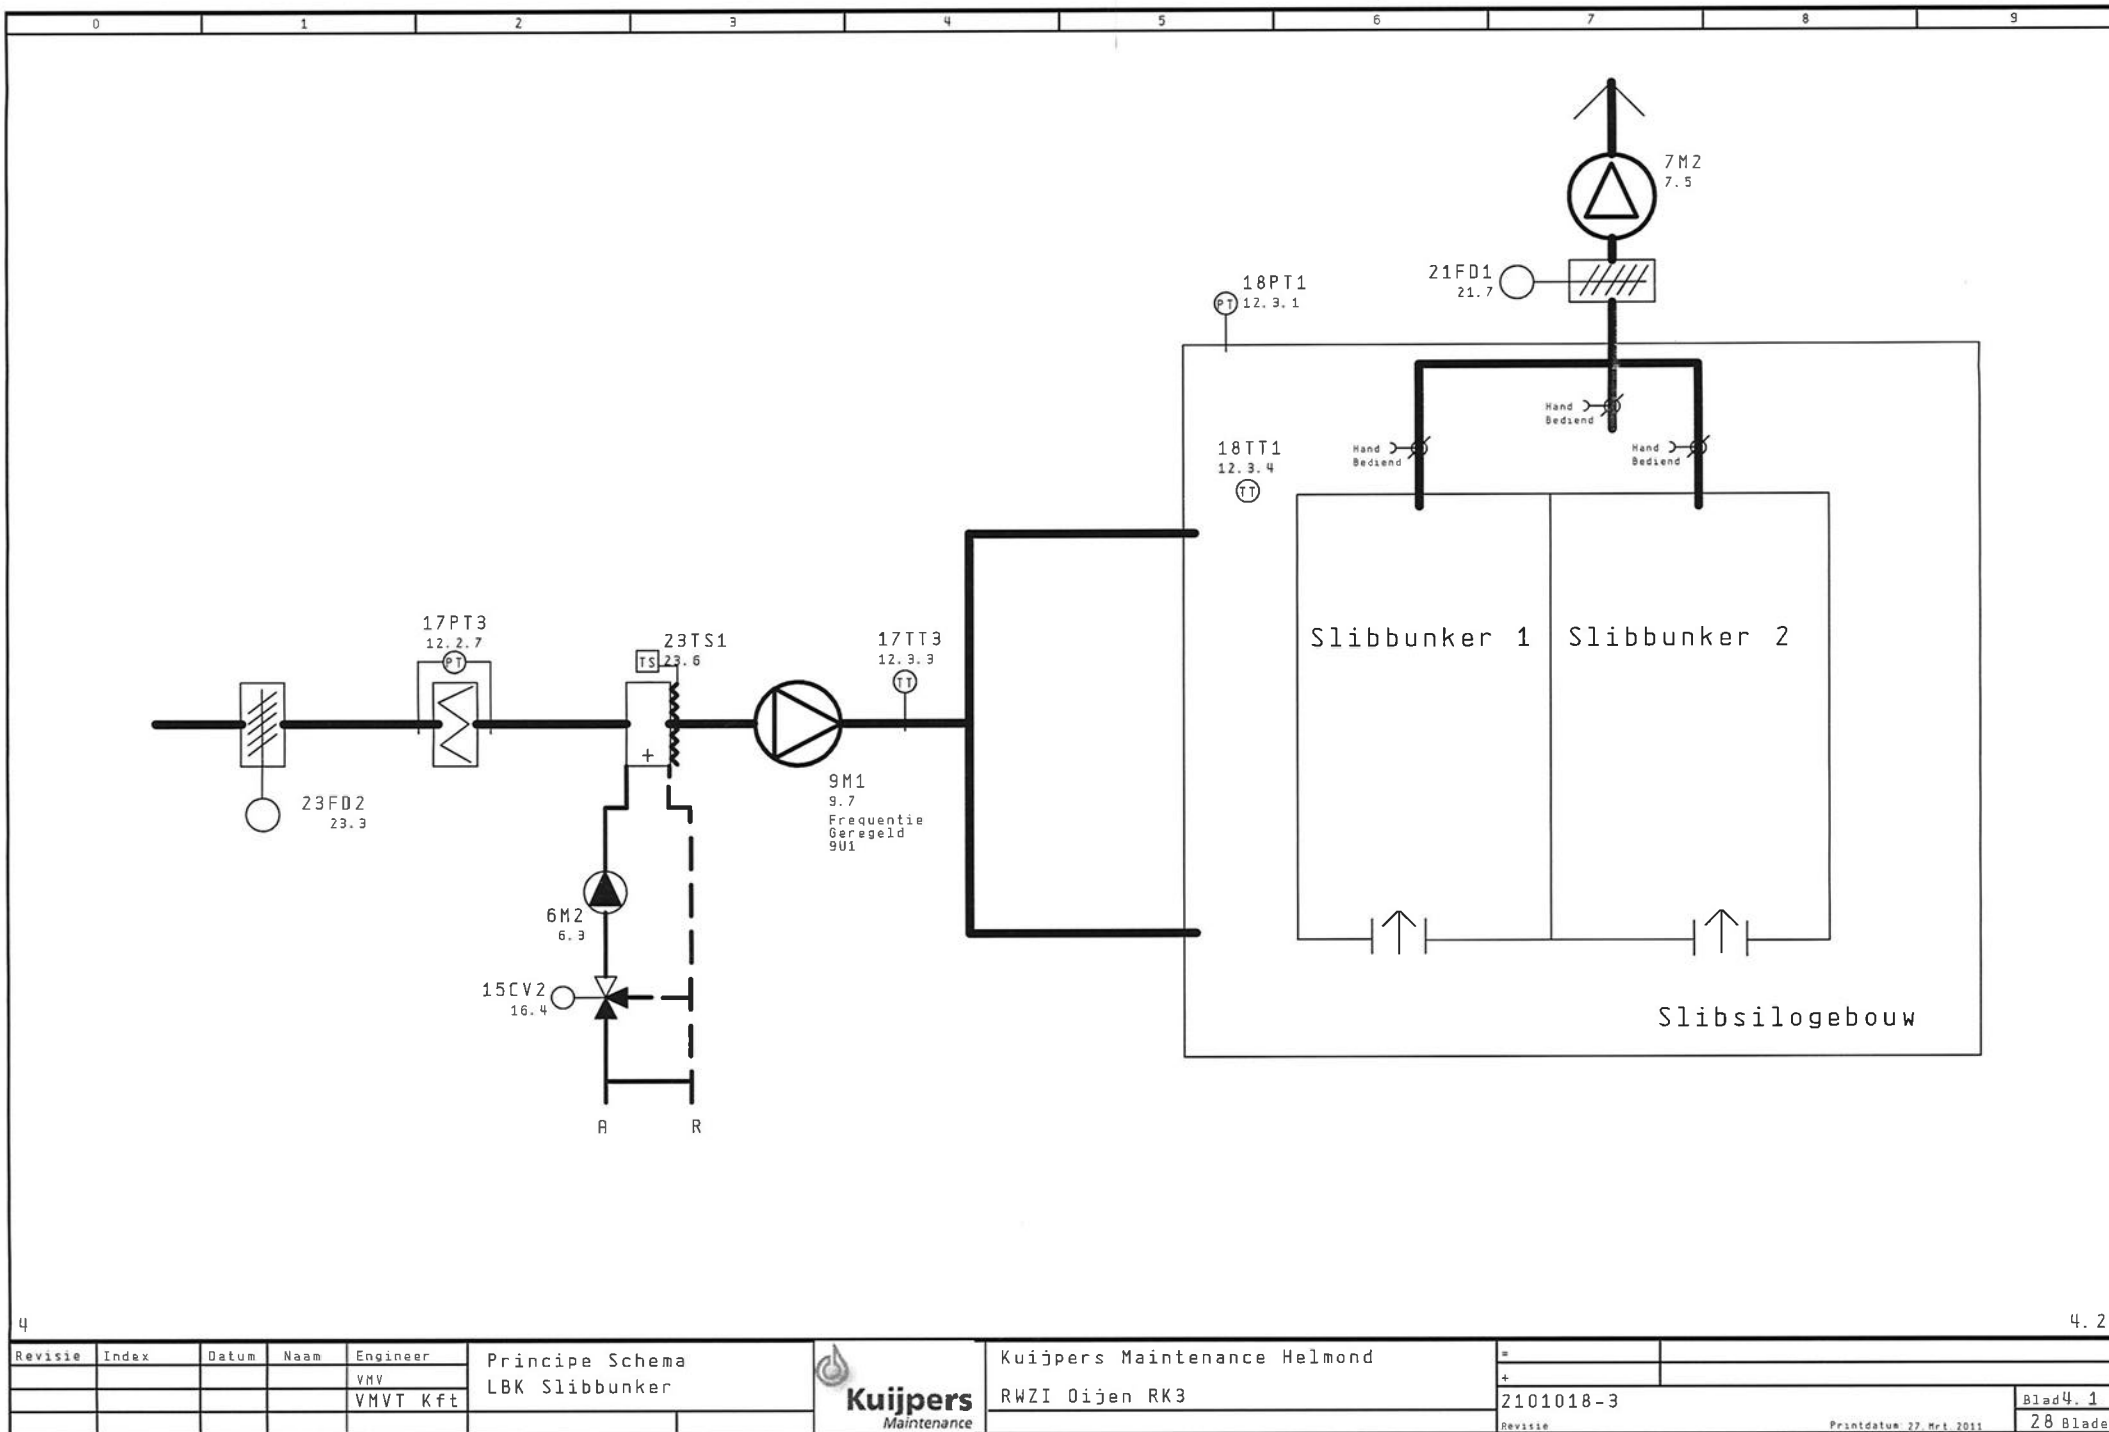 0 1 2 3 4 5 6 7 8 9
7M2
7.5
21FD1
21.7
18PT1
PT 12.3.1
Hand
Bediend
Hand
Bediend
Hand
Bediend
18TT1
12.3.4
TT
Slibbunker 1
Slibbunker 2
17PT3
12.2.7
PT
23TS1
TS 23.6
17TT3
12.3.3
TT
+
23FD2
23.3
9M1
9.7
Frequentie
Geregeld
9U1
6M2
6.3
15CV2
16.4
Slibsilogebouw
A R
4
4.2
Revisie Index Datum Naam Engineer
VMV
VMVT Kft
Principe Schema
LBK Slibbunker
Kuijpers
Maintenance
Kuijpers Maintenance Helmond
RWZI Oijen RK3
=
+
2101018-3
Revisie
Printdatum 27.Mrt.2011
Blad 4.1
28 Blade